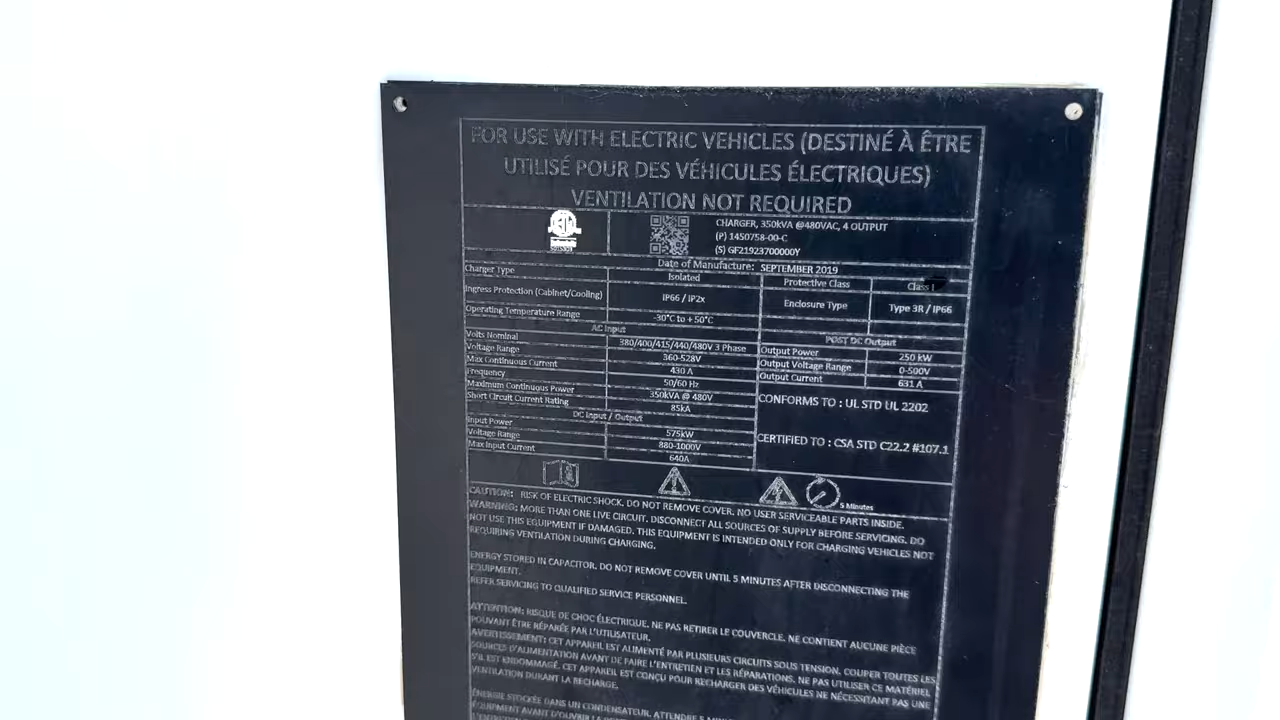 FOR USE WITH ELECTRIC VEHICLES (DESTINÉ À ÊTRE
UTILISÉ POUR DES VÉHICULES ÉLECTRIQUES)
VENTILATION NOT REQUIRED
CHARGER, 350kVA @480VAC, 4 OUTPUT
(P) 1450758-00-C
(S) GF21923700000Y
Date of Manufacture: SEPTEMBER 2019
Charger Type Isolated Protective Class Class I
Ingress Protection (Cabinet/Cooling) IP66 / IP2x Enclosure Type Type 3R / IP66
Operating Temperature Range -30°C to +50°C
AC Input POST DC Output
Volts Nominal 380/400/415/440/480V 3 Phase Output Power 250 kW
Voltage Range 360-528V Output Voltage Range 0-500V
Max Continuous Current 430 A Output Current 631 A
Frequency 50/60 Hz
Maximum Continuous Power 350kVA @ 480V
Short Circuit Current Rating 85kA
CONFORMS TO : UL STD UL 2202
DC Input / Output
Input Power 575kW
Voltage Range 880-1000V
Max Input Current 640A
CERTIFIED TO : CSA STD C22.2 #107.1
5 Minutes
CAUTION: RISK OF ELECTRIC SHOCK. DO NOT REMOVE COVER. NO USER SERVICEABLE PARTS INSIDE.
WARNING: MORE THAN ONE LIVE CIRCUIT. DISCONNECT ALL SOURCES OF SUPPLY BEFORE SERVICING. DO
NOT USE THIS EQUIPMENT IF DAMAGED. THIS EQUIPMENT IS INTENDED ONLY FOR CHARGING VEHICLES NOT
REQUIRING VENTILATION DURING CHARGING.
ENERGY STORED IN CAPACITOR. DO NOT REMOVE COVER UNTIL 5 MINUTES AFTER DISCONNECTING THE
EQUIPMENT.
REFER SERVICING TO QUALIFIED SERVICE PERSONNEL.
ATTENTION: RISQUE DE CHOC ÉLECTRIQUE. NE PAS RETIRER LE COUVERCLE. NE CONTIENT AUCUNE PIÈCE
POUVANT ÊTRE RÉPARÉE PAR L'UTILISATEUR.
AVERTISSEMENT: CET APPAREIL EST ALIMENTÉ PAR PLUSIEURS CIRCUITS SOUS TENSION. COUPER TOUTES LES
SOURCES D'ALIMENTATION AVANT DE FAIRE L'ENTRETIEN ET LES RÉPARATIONS. NE PAS UTILISER CE MATÉRIEL
S'IL EST ENDOMMAGÉ. CET APPAREIL EST CONÇU POUR RECHARGER DES VÉHICULES NE NÉCESSITANT PAS UNE
VENTILATION DURANT LA RECHARGE.
ÉNERGIE STOCKÉE DANS UN CONDENSATEUR. ATTENDRE 5
ÉQUIPEMENT AVANT D'OUVRIR